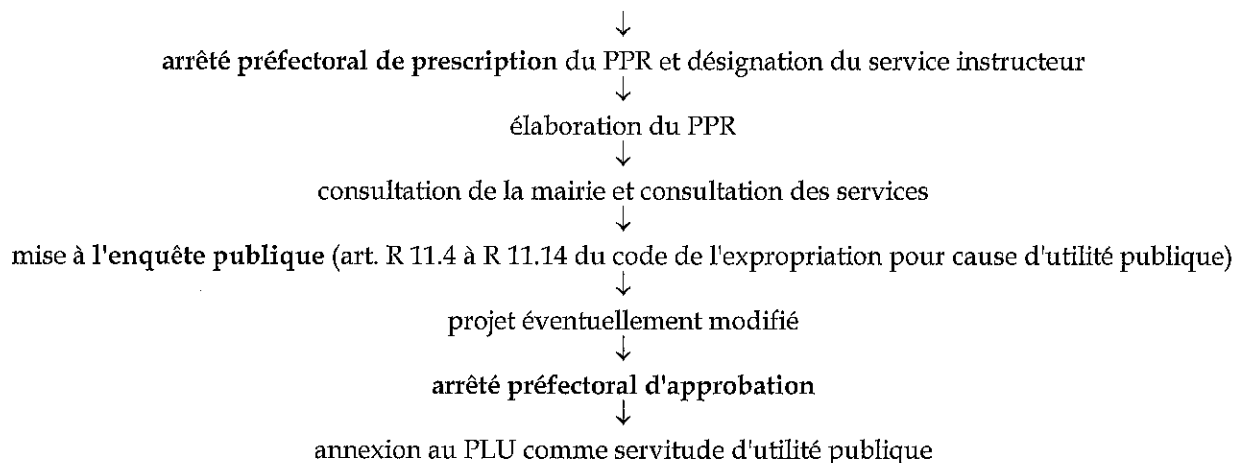 arrêté préfectoral de prescription du PPR et désignation du service instructeur
élaboration du PPR
consultation de la mairie et consultation des services
mise à l'enquête publique (art. R 11.4 à R 11.14 du code de l'expropriation pour cause d'utilité publique)
projet éventuellement modifié
arrêté préfectoral d'approbation
annexion au PLU comme servitude d'utilité publique